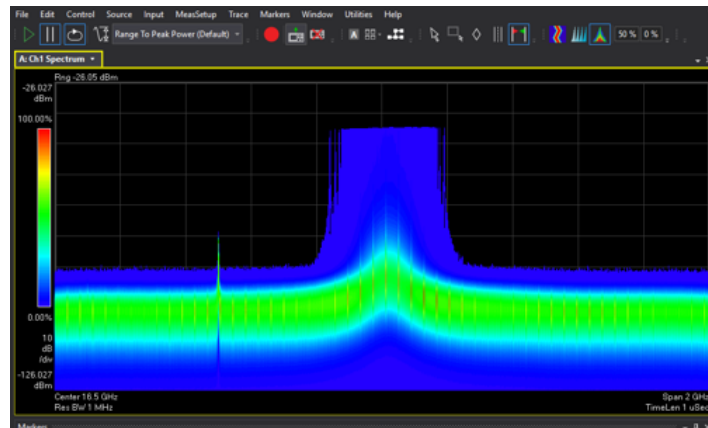 File Edit Control Source Input MeasSetup Trace Markers Window Utilities Help
Range To Peak Power (Default) A 50 % 0 %
A: Ch1 Spectrum
Rng -26.05 dBm
-26.027
dBm
100.00%
0.00%
10
dB
/div
-126.027
dBm
Center 16.5 GHz Span 2 GHz
Res BW 1 MHz TimeLen 1 uSec
Markers